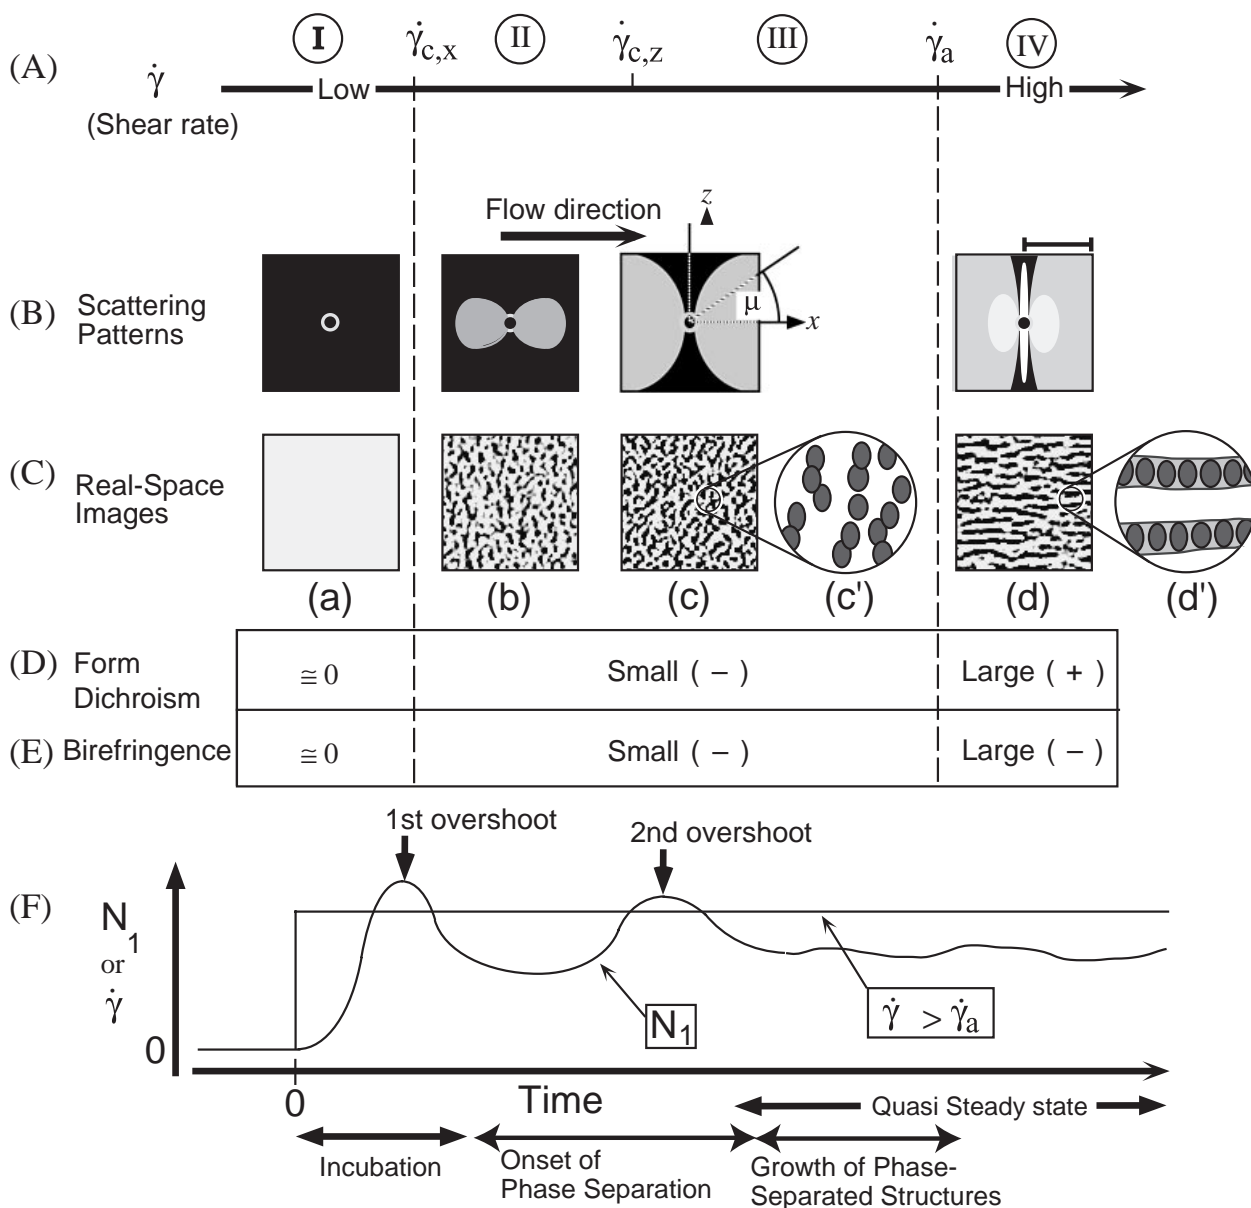 (A) I γ̇c,x II γ̇c,z III γ̇a IV
γ̇ Low High
(Shear rate)
Flow direction z
(B) Scattering
Patterns
μ x
(C) Real-Space
Images
(a) (b) (c) (c') (d) (d')
(D) Form
Dichroism
≅ 0 Small ( − ) Large ( + )
(E) Birefringence ≅ 0 Small ( − ) Large ( − )
1st overshoot 2nd overshoot
(F) N1
or
γ̇
N1 γ̇ > γ̇a
0
0 Time Quasi Steady state
Incubation
Onset of
Phase Separation
Growth of Phase-
Separated Structures